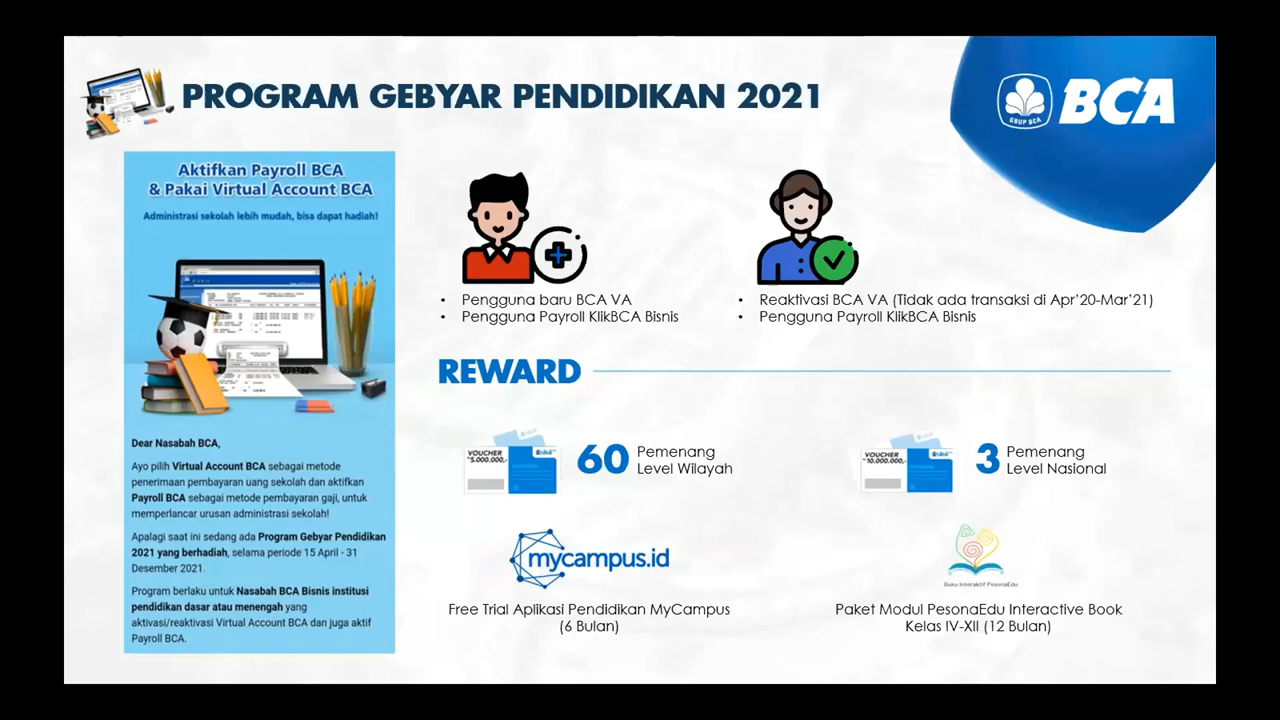 PROGRAM GEBYAR PENDIDIKAN 2021
GRUP BCA
BCA
Aktifkan Payroll BCA
& Pakai Virtual Account BCA
Administrasi sekolah lebih mudah, bisa dapat hadiah!
Dear Nasabah BCA,
Ayo pilih Virtual Account BCA sebagai metode
penerimaan pembayaran uang sekolah dan aktifkan
Payroll BCA sebagai metode pembayaran gaji, untuk
memperlancar urusan administrasi sekolah!
Apalagi saat ini sedang ada Program Gebyar Pendidikan
2021 yang berhadiah, selama periode 15 April - 31
Desember 2021.
Program berlaku untuk Nasabah BCA Bisnis institusi
pendidikan dasar atau menengah yang
aktivasi/reaktivasi Virtual Account BCA dan juga aktif
Payroll BCA.
• Pengguna baru BCA VA
• Pengguna Payroll KlikBCA Bisnis
• Reaktivasi BCA VA (Tidak ada transaksi di Apr'20-Mar'21)
• Pengguna Payroll KlikBCA Bisnis
REWARD
VOUCHER
5.000.000,-
60 Pemenang
Level Wilayah
VOUCHER
10.000.000,-
3 Pemenang
Level Nasional
mycampus.id
Free Trial Aplikasi Pendidikan MyCampus
(6 Bulan)
Buku Interaktif PesonaEdu
Paket Modul PesonaEdu Interactive Book
Kelas IV-XII (12 Bulan)